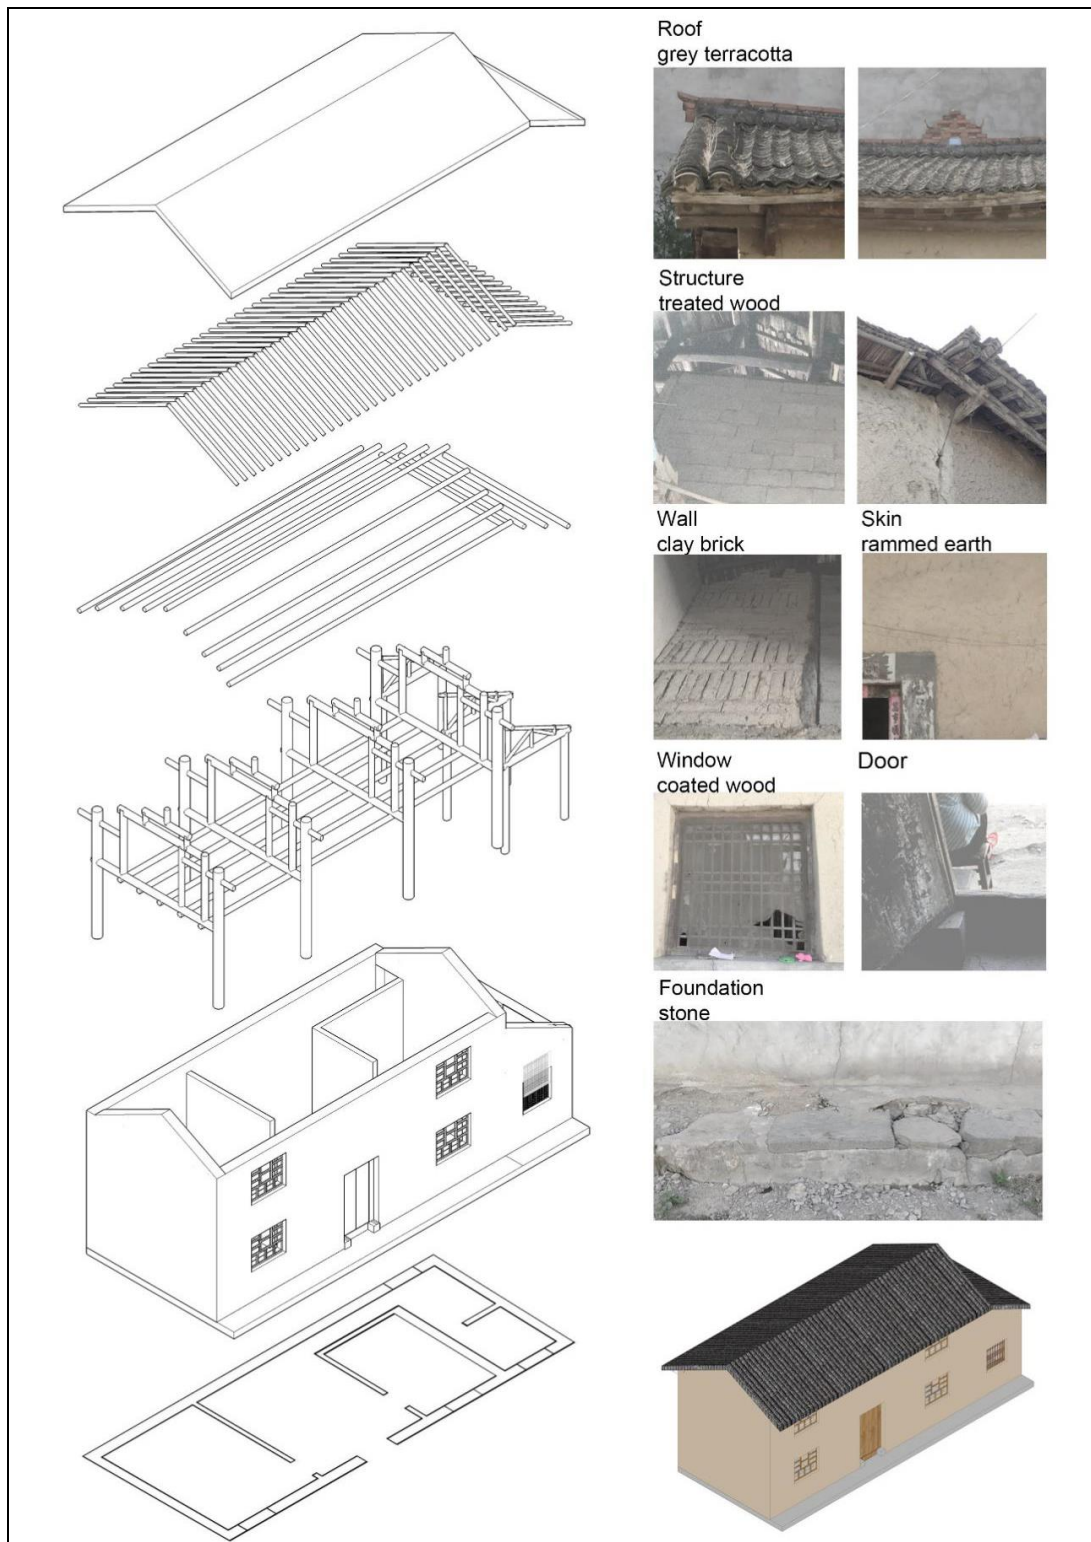 Roof
grey terracotta
Structure
treated wood
Wall
clay brick
Skin
rammed earth
Window
coated wood
Door
Foundation
stone